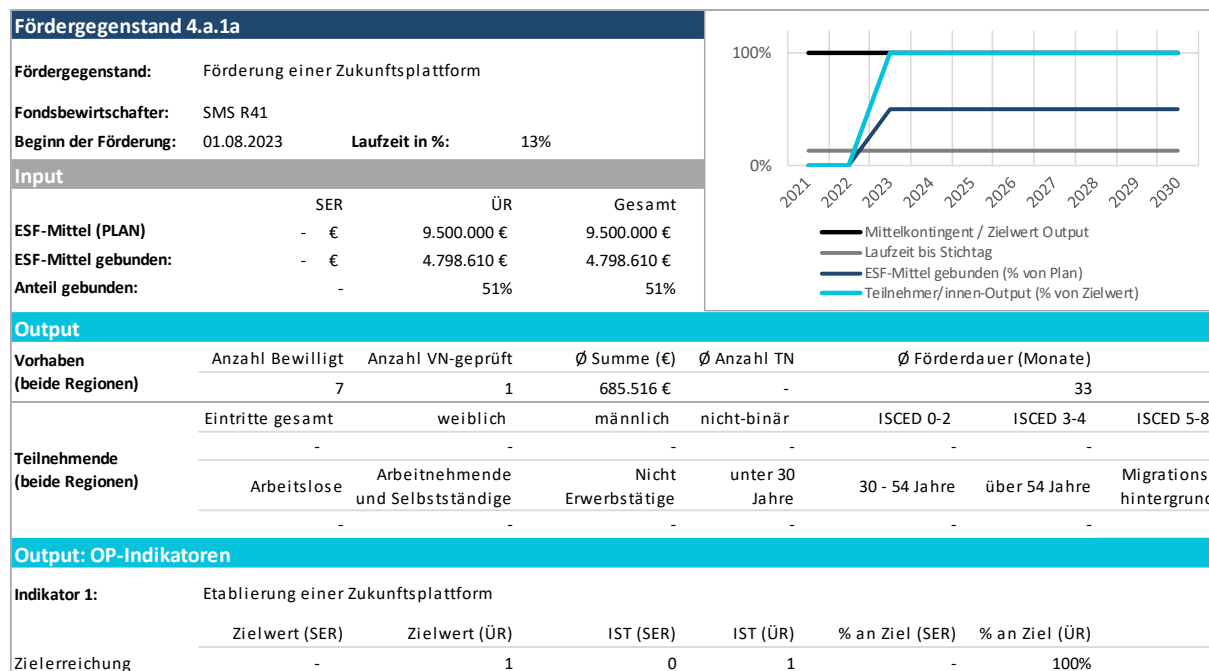 Fördergegenstand 4.a.1a
Fördergegenstand: Förderung einer Zukunftsplattform
Fondsbewirtschafter: SMS R41
Beginn der Förderung: 01.08.2023 Laufzeit in %: 13%
Input
SER ÜR Gesamt
ESF-Mittel (PLAN) - € 9.500.000 € 9.500.000 €
ESF-Mittel gebunden: - € 4.798.610 € 4.798.610 €
Anteil gebunden: - 51% 51%
100%
0%
2021 2022 2023 2024 2025 2026 2027 2028 2029 2030
Mittelkontingent / Zielwert Output
Laufzeit bis Stichtag
ESF-Mittel gebunden (% von Plan)
Teilnehmer/innen-Output (% von Zielwert)
Output
Vorhaben (beide Regionen) Anzahl Bewilligt Anzahl VN-geprüft Ø Summe (€) Ø Anzahl TN Ø Förderdauer (Monate)
7 1 685.516 € - 33
Teilnehmende (beide Regionen)
Eintritte gesamt weiblich männlich nicht-binär ISCED 0-2 ISCED 3-4 ISCED 5-8
- - - - - -
Arbeitslose Arbeitnehmende und Selbstständige Nicht Erwerbstätige unter 30 Jahre 30 - 54 Jahre über 54 Jahre Migrations hintergrund
- - - - - -
Output: OP-Indikatoren
Indikator 1: Etablierung einer Zukunftsplattform
Zielwert (SER) Zielwert (ÜR) IST (SER) IST (ÜR) % an Ziel (SER) % an Ziel (ÜR)
Zielerreichung - 1 0 1 - 100%